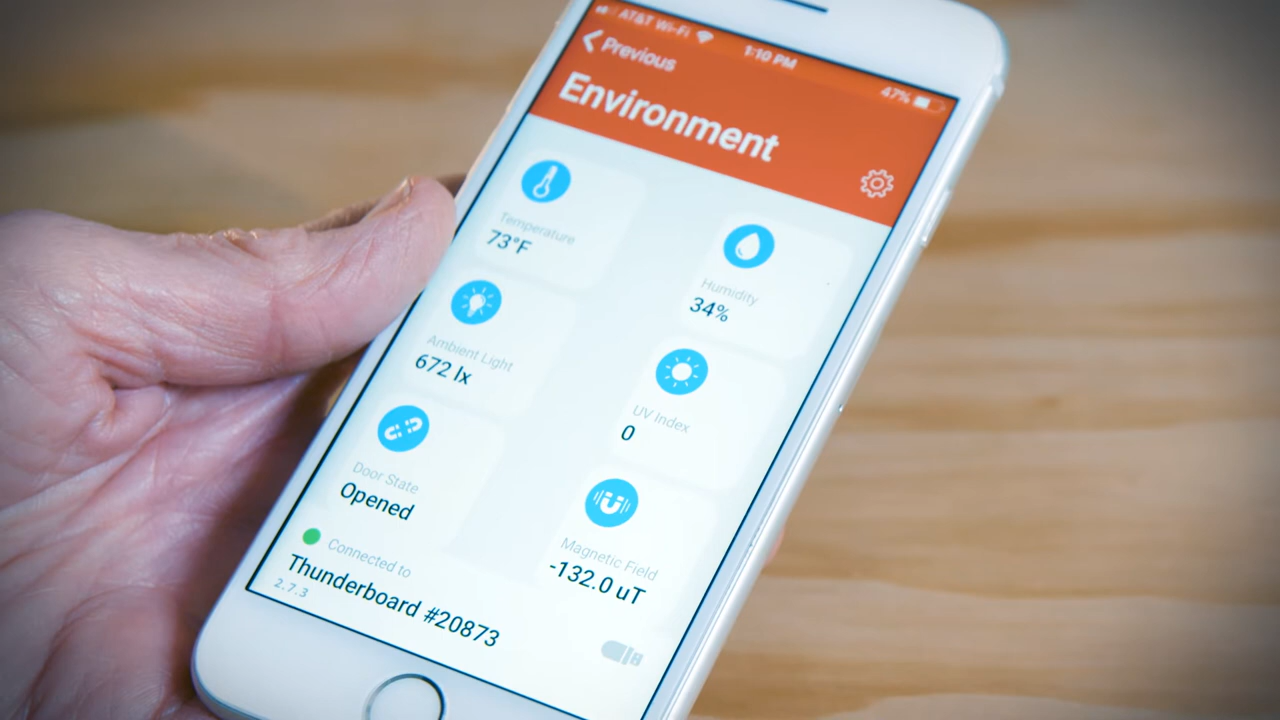 AT&T Wi-Fi 1:10 PM 47%
Previous
Environment
Temperature
73°F
Humidity
34%
Ambient Light
672 lx
UV Index
0
Door State
Opened
Magnetic Field
-132.0 uT
Connected to
Thunderboard #20873
2.7.3